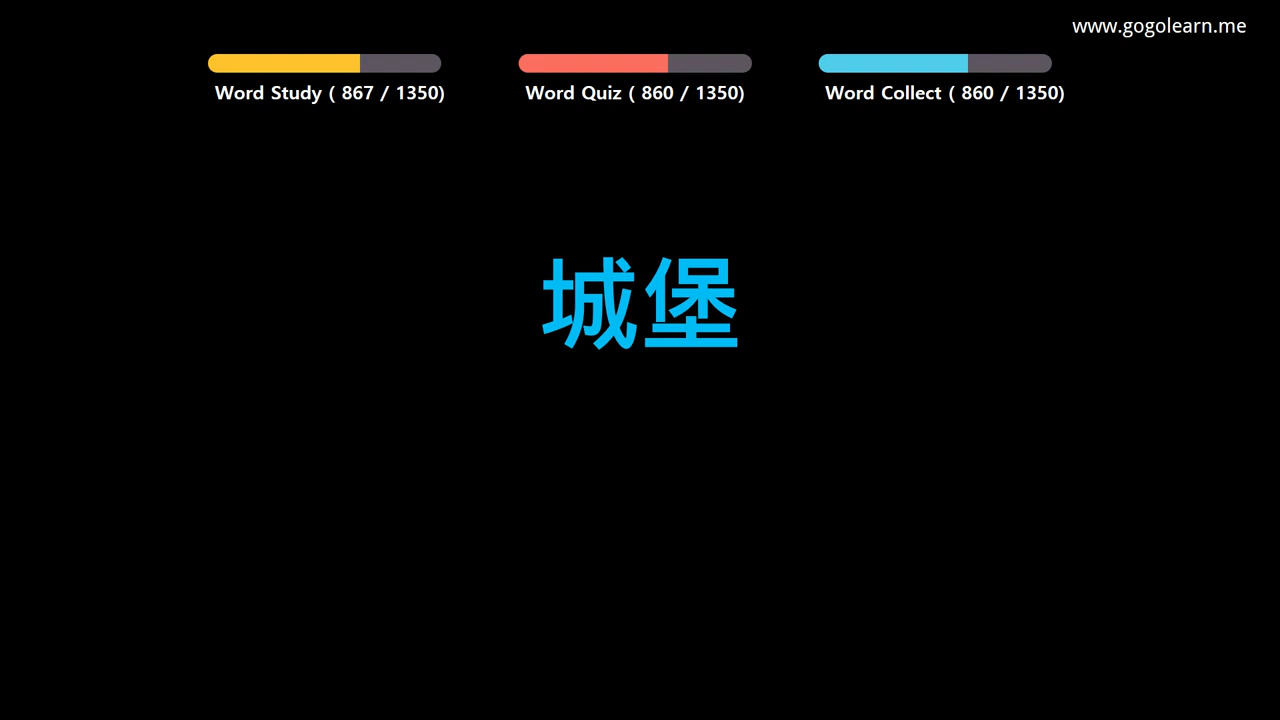 www.gogolearn.me
Word Study ( 867 / 1350)
Word Quiz ( 860 / 1350)
Word Collect ( 860 / 1350)
城堡